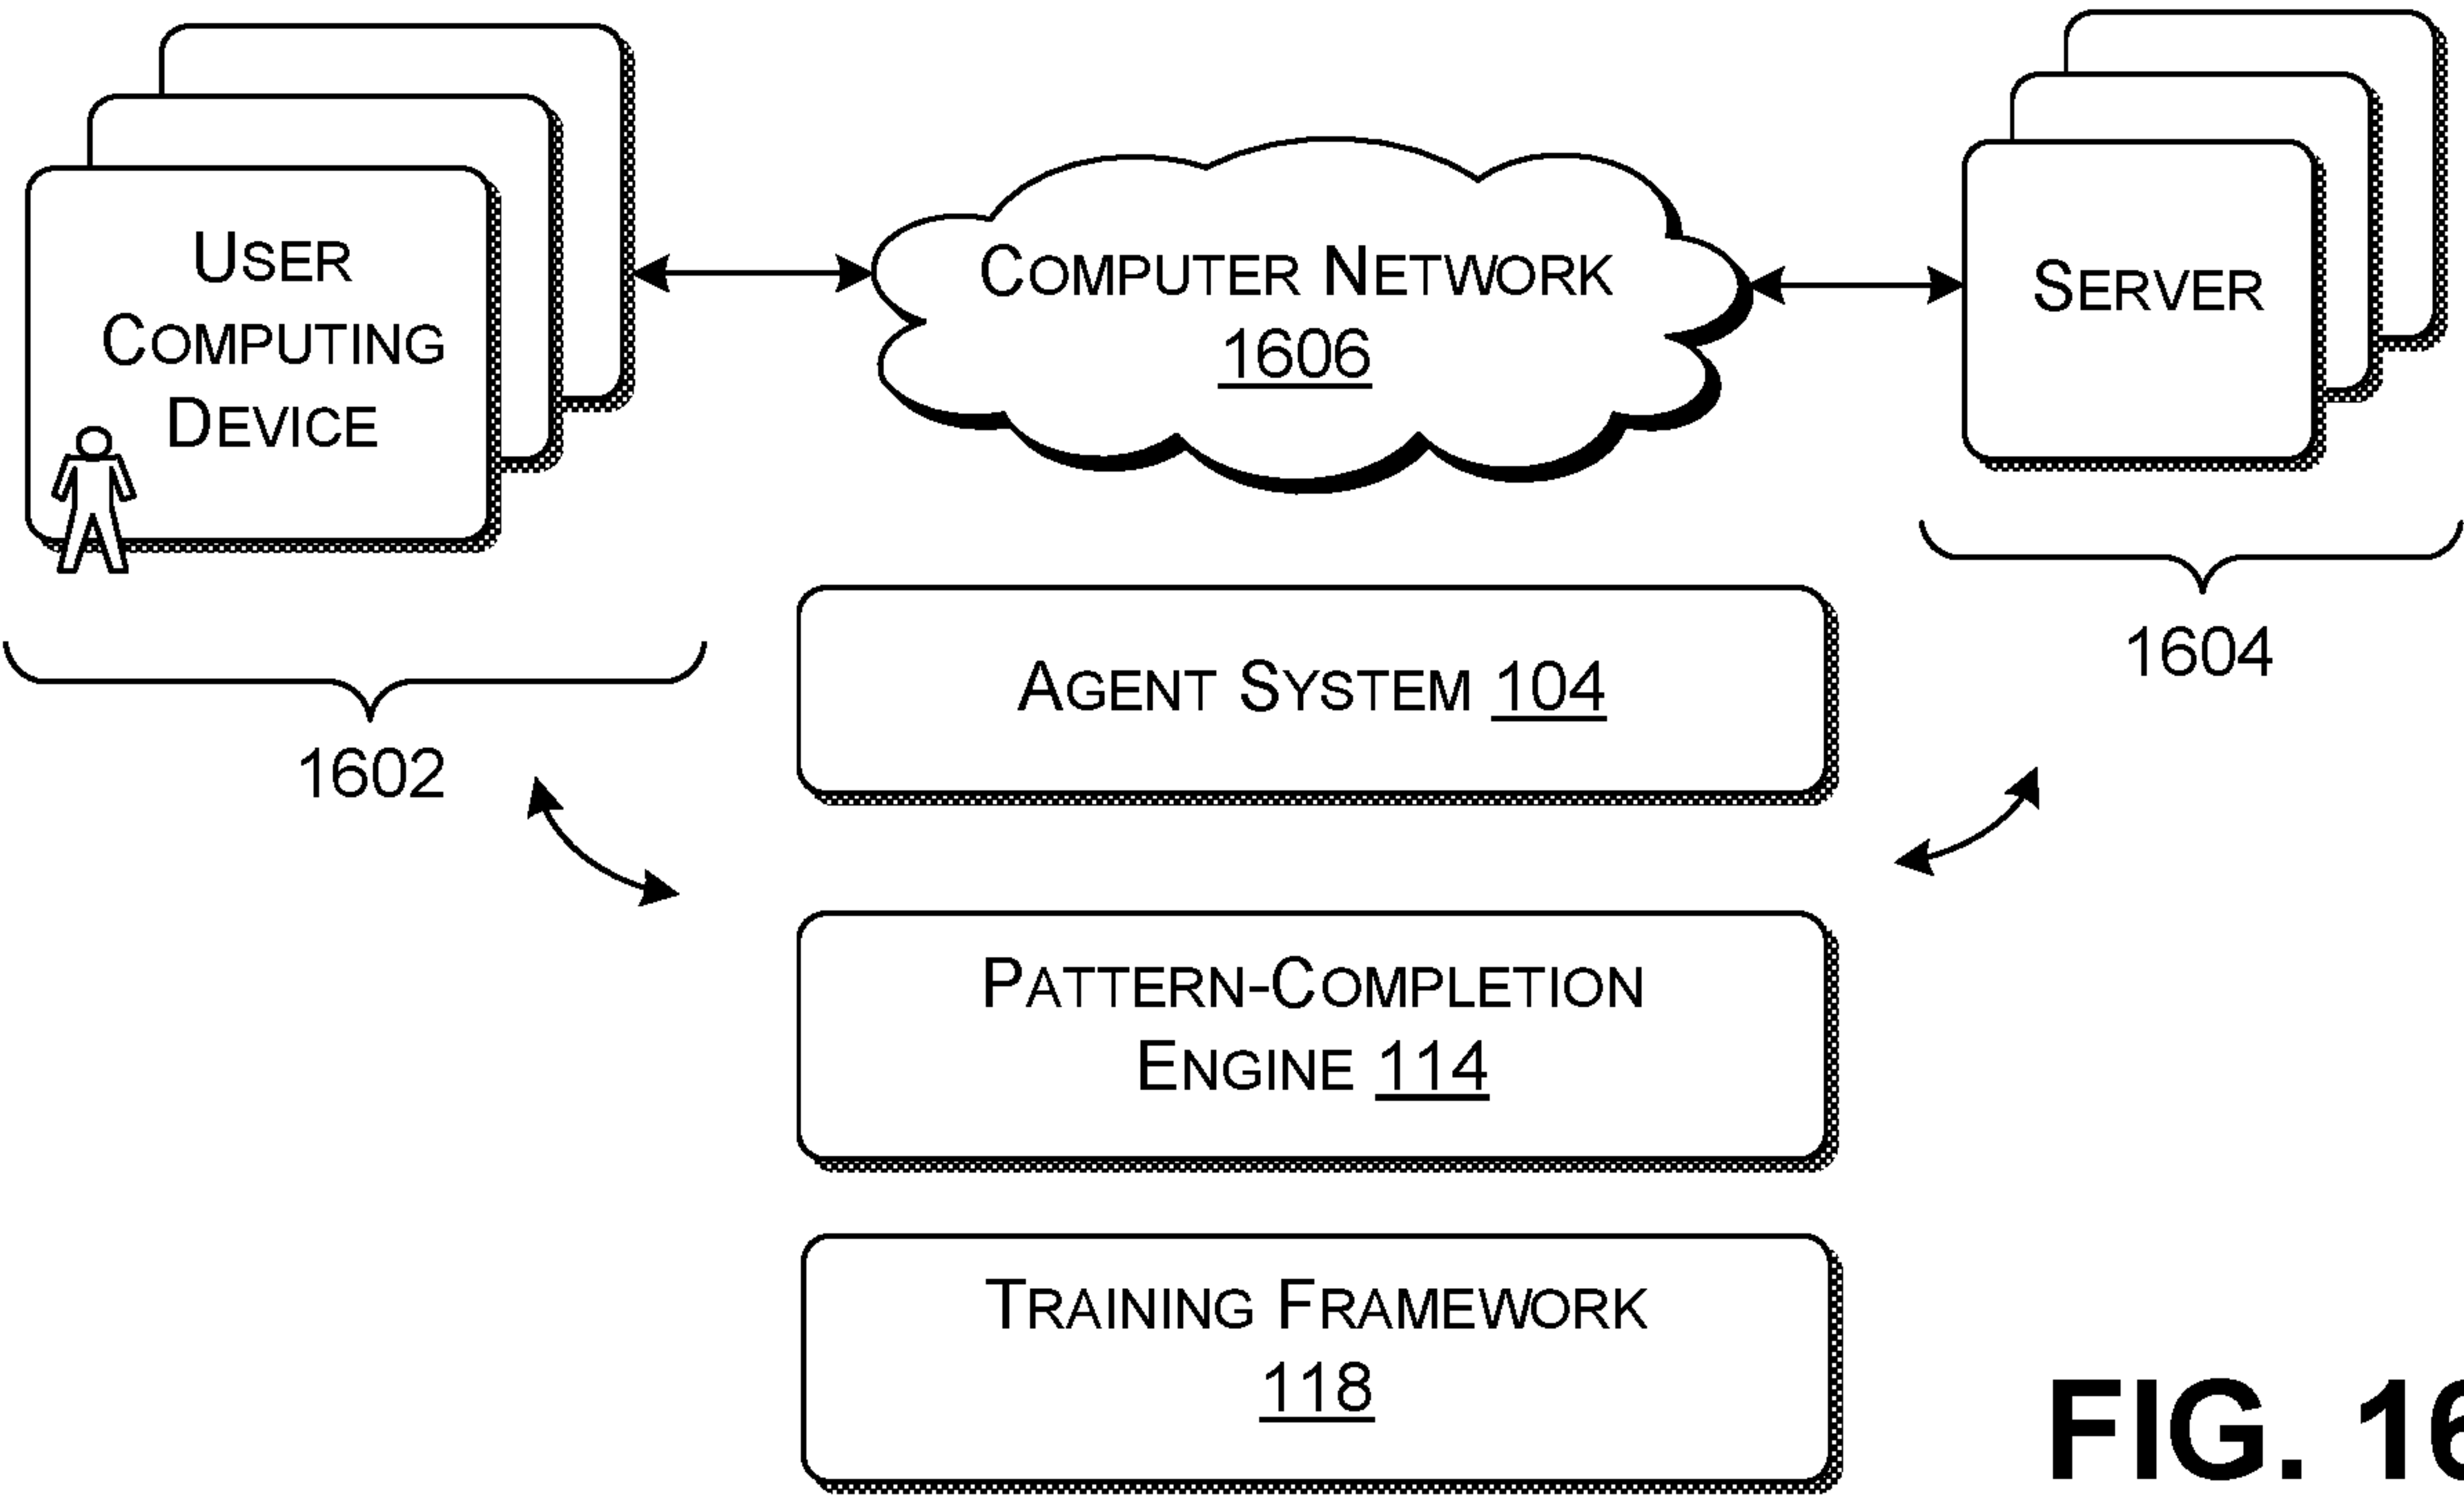 USER
COMPUTING
DEVICE
COMPUTER NETWORK
1606
SERVER
1602
1604
AGENT SYSTEM 104
PATTERN-COMPLETION
ENGINE 114
TRAINING FRAMEWORK
118
FIG. 16